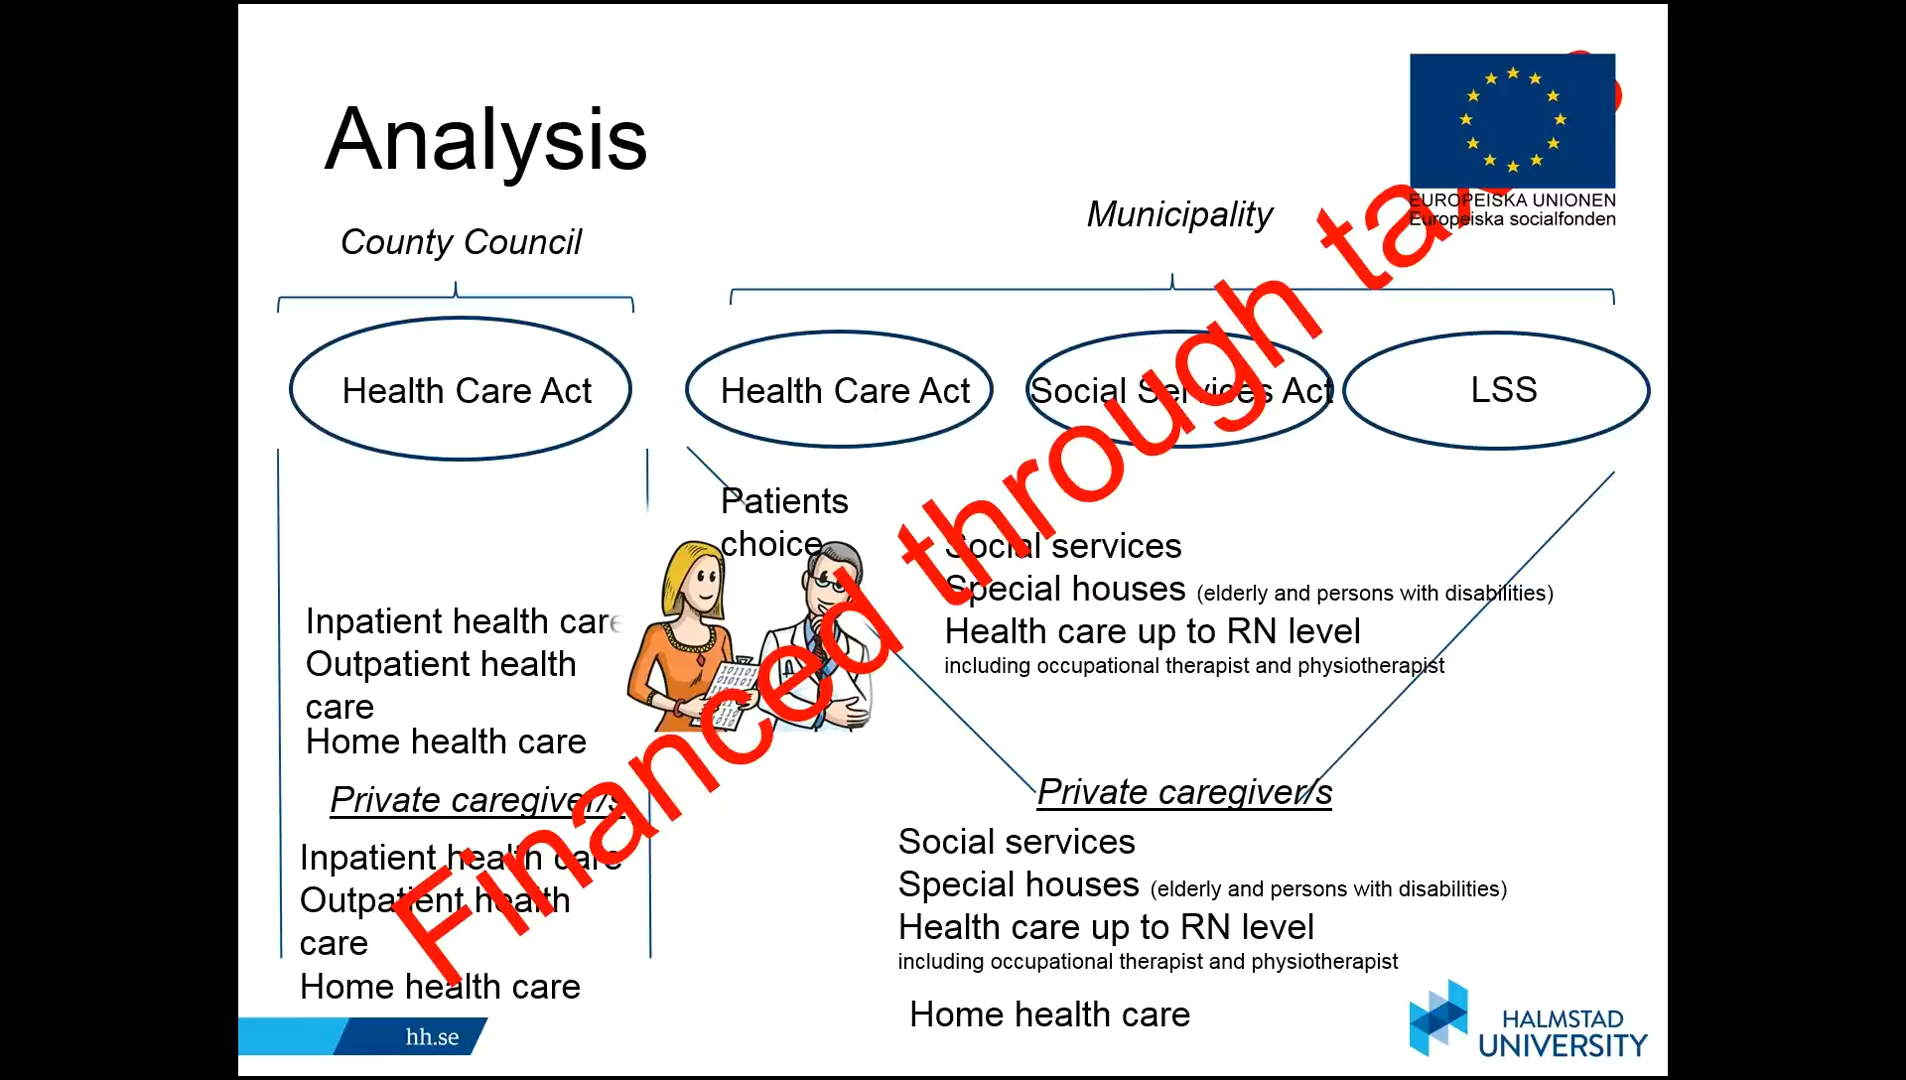 Analysis
EUROPEISKA UNIONEN
Europeiska socialfonden
County Council
Municipality
Health Care Act
Health Care Act
Social Services Act
LSS
Patients
choice
Inpatient health care
Outpatient health
care
Home health care
Private caregiver/s
Inpatient health care
Outpatient health
care
Home health care
Social services
Special houses (elderly and persons with disabilities)
Health care up to RN level
including occupational therapist and physiotherapist
Private caregiver/s
Social services
Special houses (elderly and persons with disabilities)
Health care up to RN level
including occupational therapist and physiotherapist
Home health care
Financed through
hh.se
HALMSTAD
UNIVERSITY